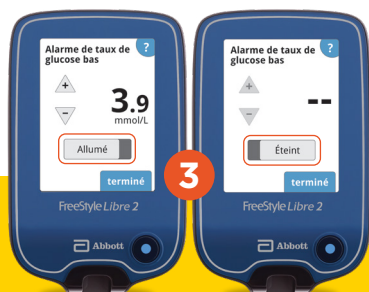 Alarme de taux de
glucose bas
?
+
3.9
mmol/L
−
Allumé
terminé
FreeStyle Libre 2
Abbott
3
Alarme de taux de
glucose bas
?
+
--
−
Éteint
terminé
FreeStyle Libre 2
Abbott